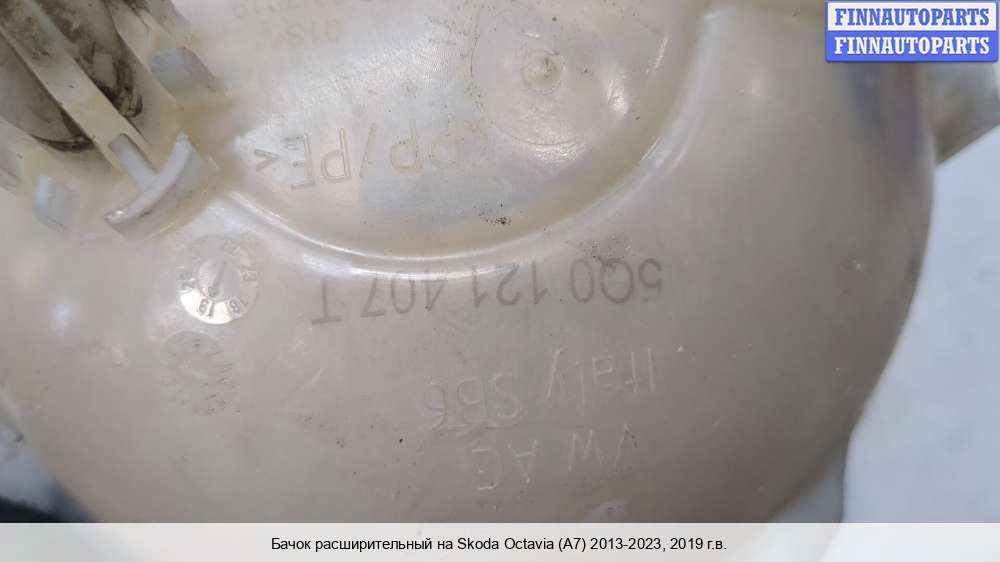 FINNAUTOPARTS
FINNAUTOPARTS
>PP/PE<
5Q0 121 407 T
Italy SB6
VW AG
Бачок расширительный на Skoda Octavia (A7) 2013-2023, 2019 г.в.